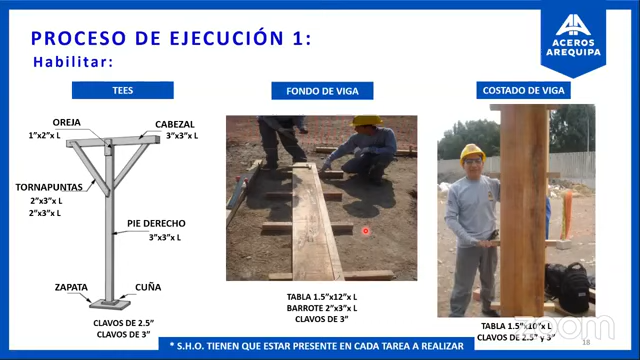 PROCESO DE EJECUCIÓN 1:
Habilitar:
ACEROS
AREQUIPA
TEES
FONDO DE VIGA
COSTADO DE VIGA
OREJA
1"x2"x L
CABEZAL
3"x3"x L
TORNAPUNTAS
2"x3"x L
2"x3"x L
PIE DERECHO
3"x3"x L
ZAPATA
CUÑA
CLAVOS DE 2.5"
CLAVOS DE 3"
TABLA 1.5"x12"x L
BARROTE 2"x3"x L
CLAVOS DE 3"
TABLA 1.5"x10"x L
CLAVOS DE 2.5" y 3"
* S.H.O. TIENEN QUE ESTAR PRESENTE EN CADA TAREA A REALIZAR
zoom
18